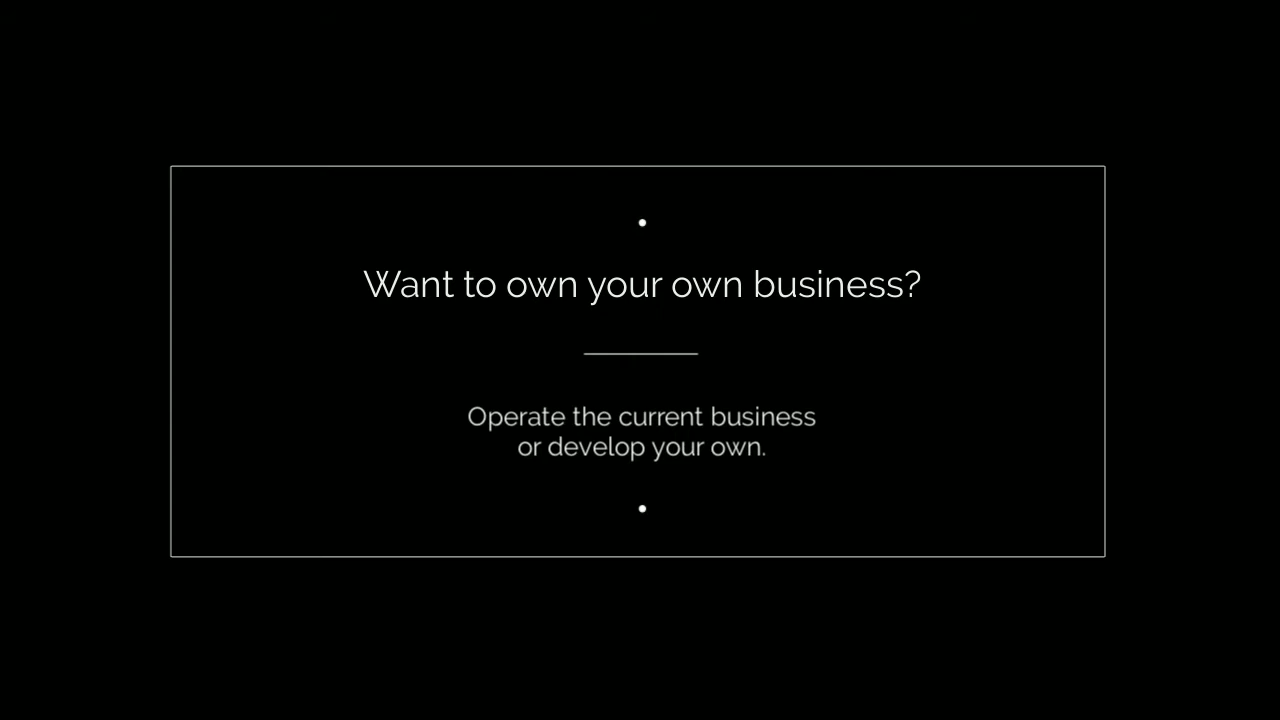 Want to own your own business?
Operate the current business
or develop your own.